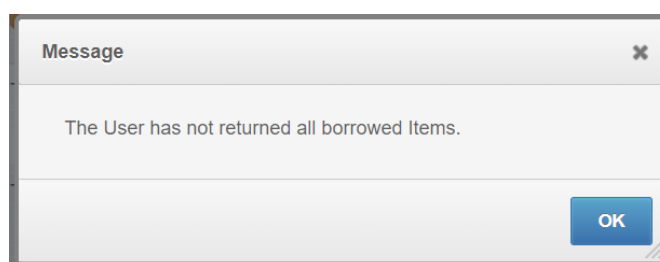 Message
The User has not returned all borrowed Items.
OK